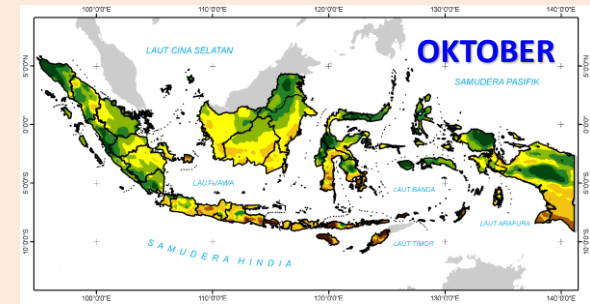 100°0'0"E 110°0'0"E 120°0'0"E 130°0'0"E 140°0'0"E
OKTOBER
LAUT CINA SELATAN
SAMUDERA PASIFIK
5°0'0"N 5°0'0"N
0°0'0" 0°0'0"
LAUT JAWA
LAUT BANDA
5°0'0"S 5°0'0"S
LAUT ARAFURA
LAUT TIMOR
SAMUDERA HINDIA
10°0'0"S 10°0'0"S
100°0'0"E 110°0'0"E 120°0'0"E 130°0'0"E 140°0'0"E